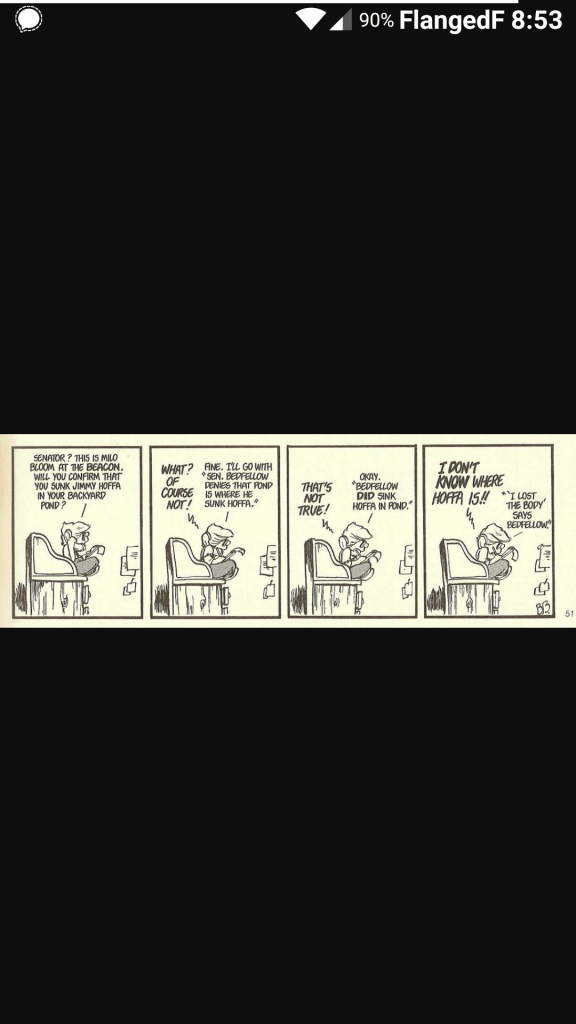 90% FlangedF 8:53
SENATOR? THIS IS MILO
BLOOM AT THE BEACON.
WILL YOU CONFIRM THAT
YOU SUNK JIMMY HOFFA
IN YOUR BACKYARD
POND?
WHAT?
OF
COURSE
NOT!
FINE. I'LL GO WITH
"SEN. BEDFELLOW
DENIES THAT POND
IS WHERE HE
SUNK HOFFA."
THAT'S
NOT
TRUE!
OKAY.
"BEDFELLOW
DID SINK
HOFFA IN POND."
I DON'T
KNOW WHERE
HOFFA IS!!
"'I LOST
THE BODY'
SAYS
BEDFELLOW."
BB
51